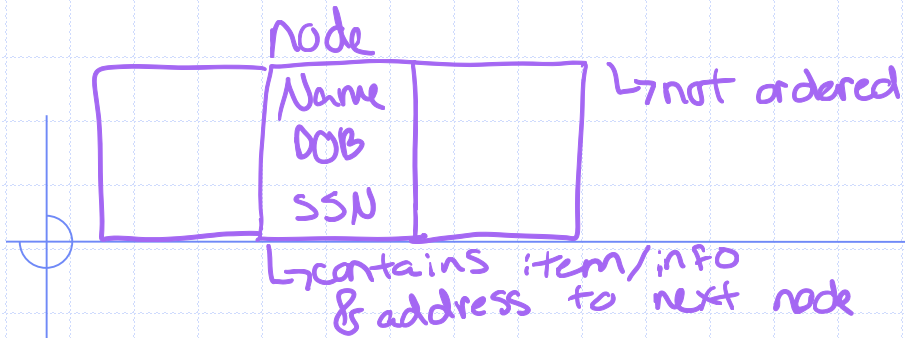 node
Name
DOB
SSN
↳not ordered
↳contains item/info
& address to next node